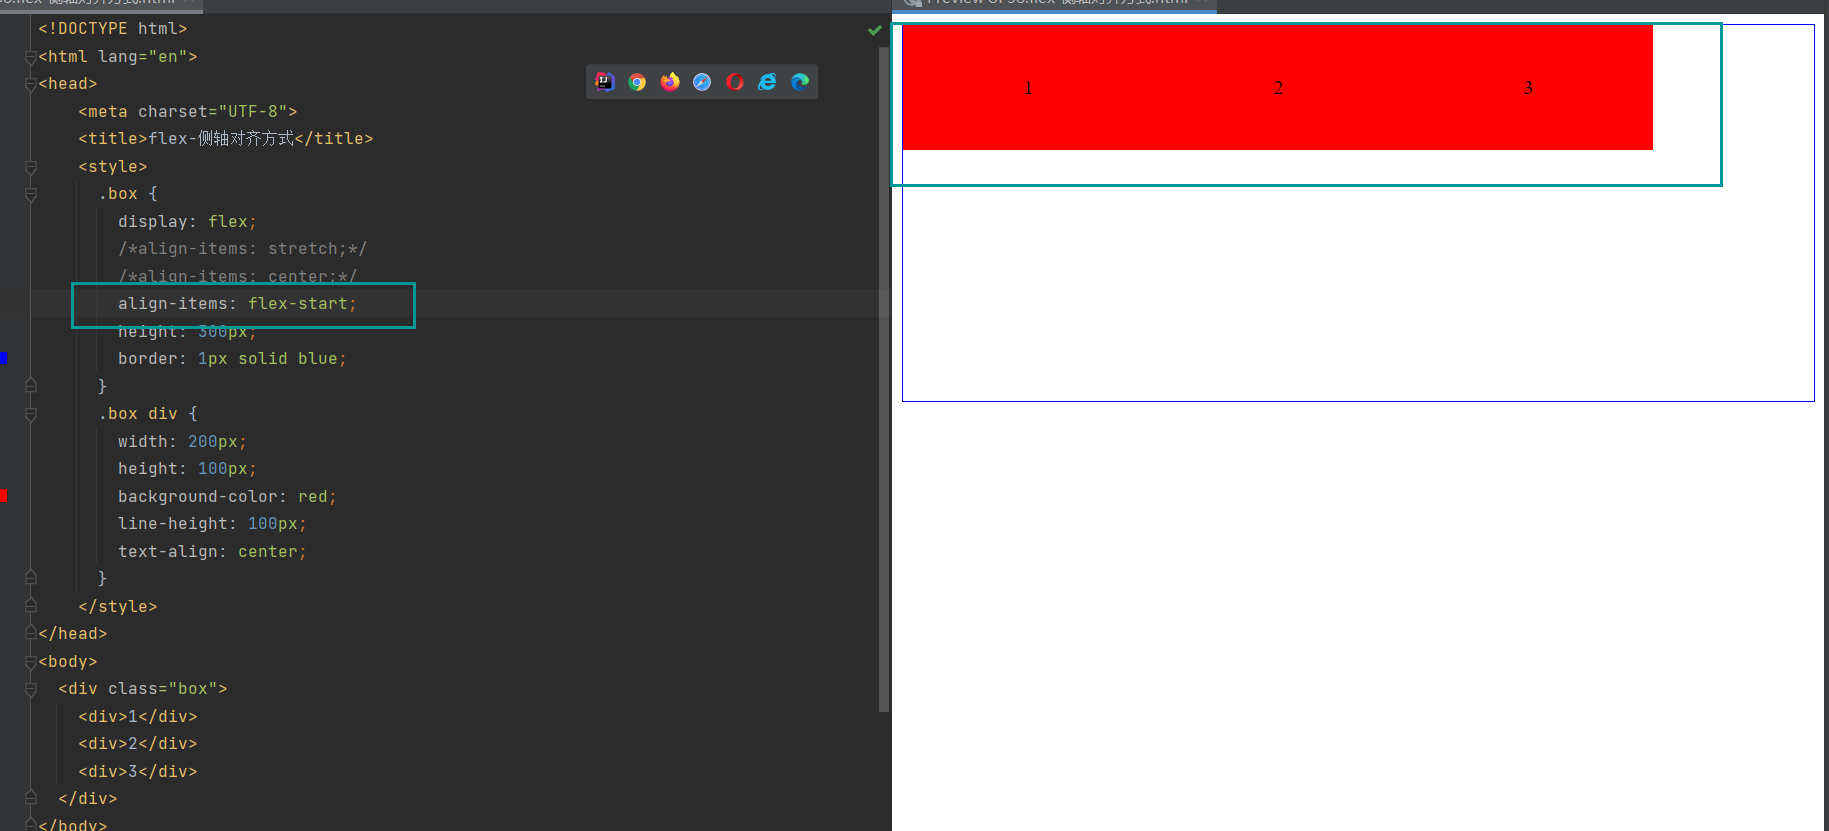 <!DOCTYPE html>
<html lang="en">
<head>
<meta charset="UTF-8">
<title>flex-侧轴对齐方式</title>
<style>
.box {
display: flex;
/*align-items: stretch;*/
/*align-items: center;*/
align-items: flex-start;
height: 300px;
border: 1px solid blue;
}
.box div {
width: 200px;
height: 100px;
background-color: red;
line-height: 100px;
text-align: center;
}
</style>
</head>
<body>
<div class="box">
<div>1</div>
<div>2</div>
<div>3</div>
</div>
</body>
1 2 3